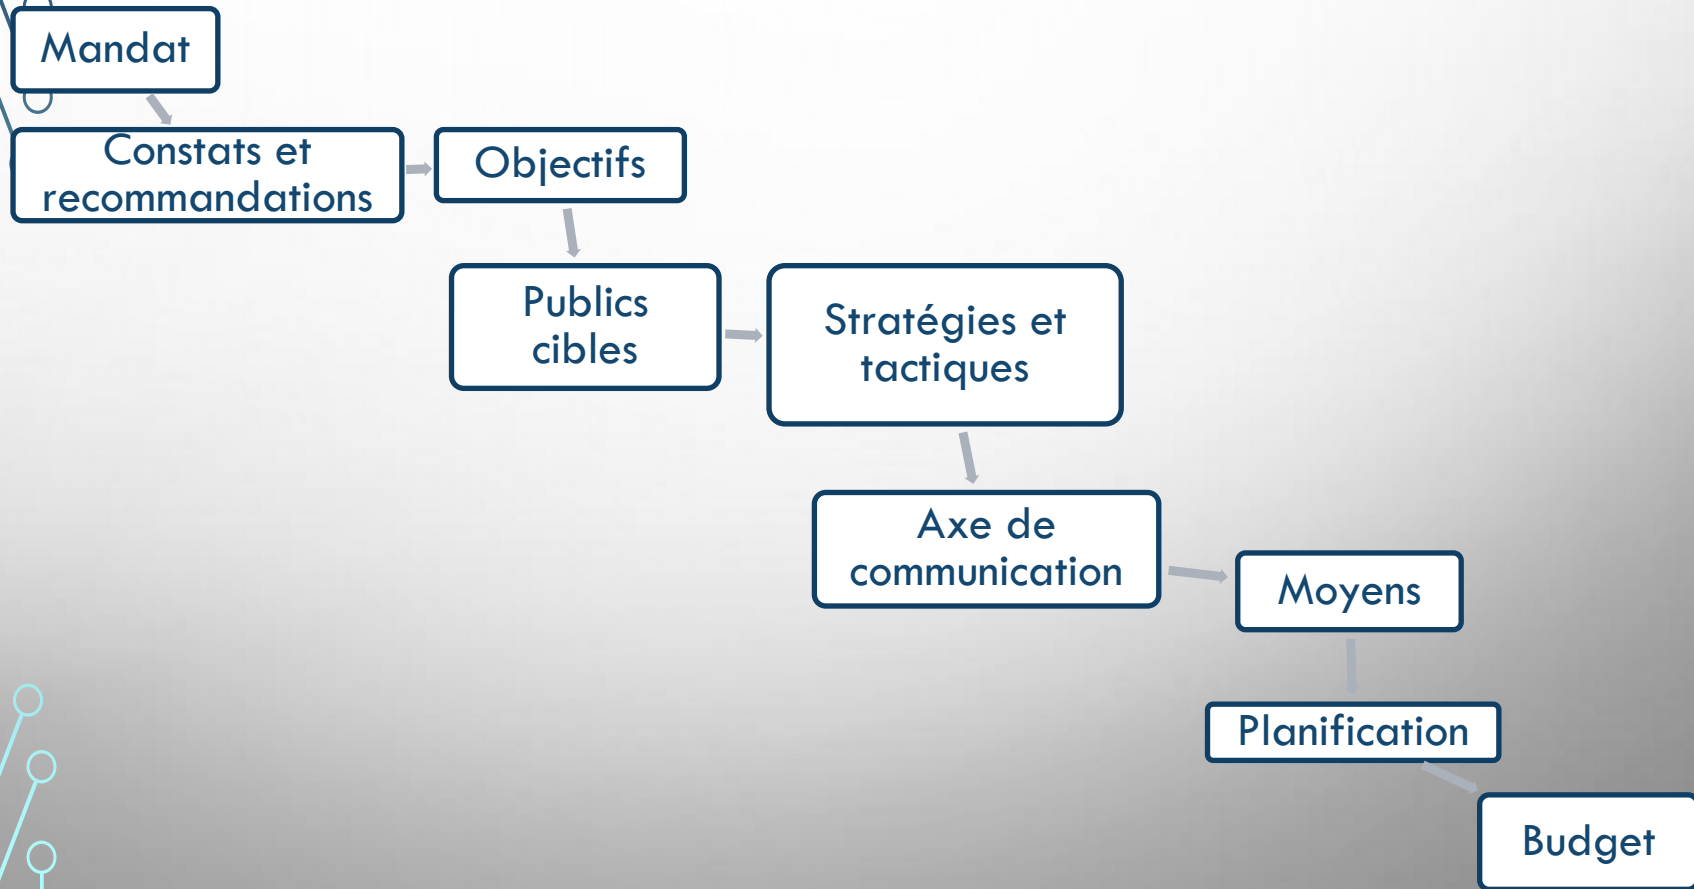 Mandat
Constats et
recommandations
Objectifs
Publics
cibles
Stratégies et
tactiques
Axe de
communication
Moyens
Planification
Budget